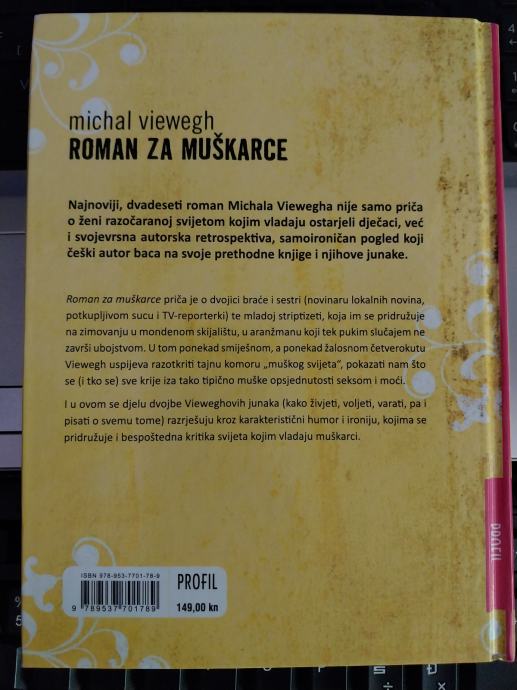 michal viewegh
ROMAN ZA MUŠKARCE
Najnoviji, dvadeseti roman Michala Viewegha nije samo priča
o ženi razočaranoj svijetom kojim vladaju ostarjeli dječaci, već
i svojevrsna autorska retrospektiva, samoironičan pogled koji
češki autor baca na svoje prethodne knjige i njihove junake.
Roman za muškarce priča je o dvojici braće i sestri (novinaru lokalnih novina,
potkupljivom sucu i TV-reporterki) te mladoj striptizeti, koja im se pridružuje
na zimovanju u mondenom skijalištu, u aranžmanu koji tek pukim slučajem ne
završi ubojstvom. U tom ponekad smiješnom, a ponekad žalosnom četverokutu
Viewegh uspijeva razotkriti tajnu komoru „muškog svijeta“, pokazati nam što
se (i tko se) sve krije iza tako tipično muške opsjednutosti seksom i moći.
I u ovom se djelu dvojbe Vieweghovih junaka (kako živjeti, voljeti, varati, pa i
pisati o svemu tome) razrješuju kroz karakteristični humor i ironiju, kojima se
pridružuje i bespoštedna kritika svijeta kojim vladaju muškarci.
ISBN 978-953-7701-78-9
9 789537 701789
PROFIL
149,00 kn
PROFIL